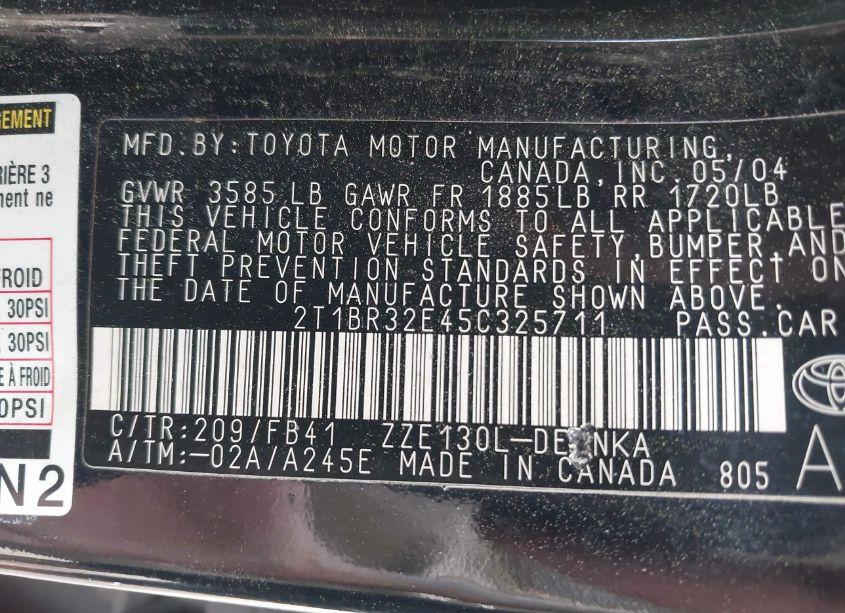 GEMENT
RIÈRE 3
ment ne
FROID
30PSI
30PSI
E À FROID
0PSI
N2
MFD.BY:TOYOTA MOTOR MANUFACTURING,
CANADA,INC.05/04
GVWR 3585 LB GAWR FR 1885LB RR 1720LB
THIS VEHICLE CONFORMS TO ALL APPLICABLE
FEDERAL MOTOR VEHICLE SAFETY,BUMPER,AND
THEFT PREVENTION STANDARDS IN EFFECT ON
THE DATE OF MANUFACTURE SHOWN ABOVE.
2T1BR32E45C325711 PASS.CAR
C/TR:209/FB41 ZZE130L-
A/TM:-02A/A245E MADE IN CANADA 805 A